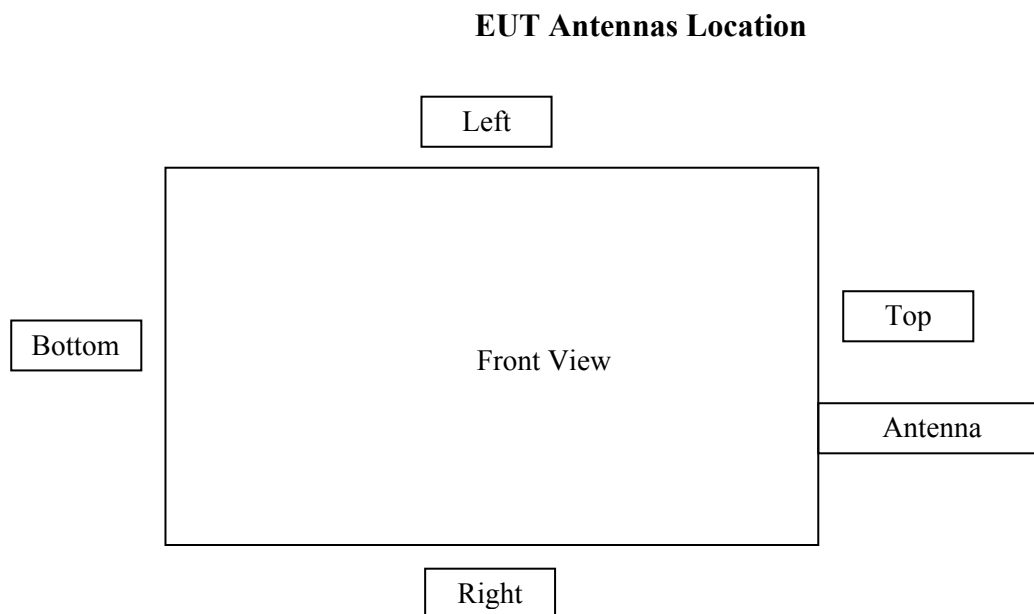 EUT Antennas Location
Left
Top
Bottom
Front View
Antenna
Right